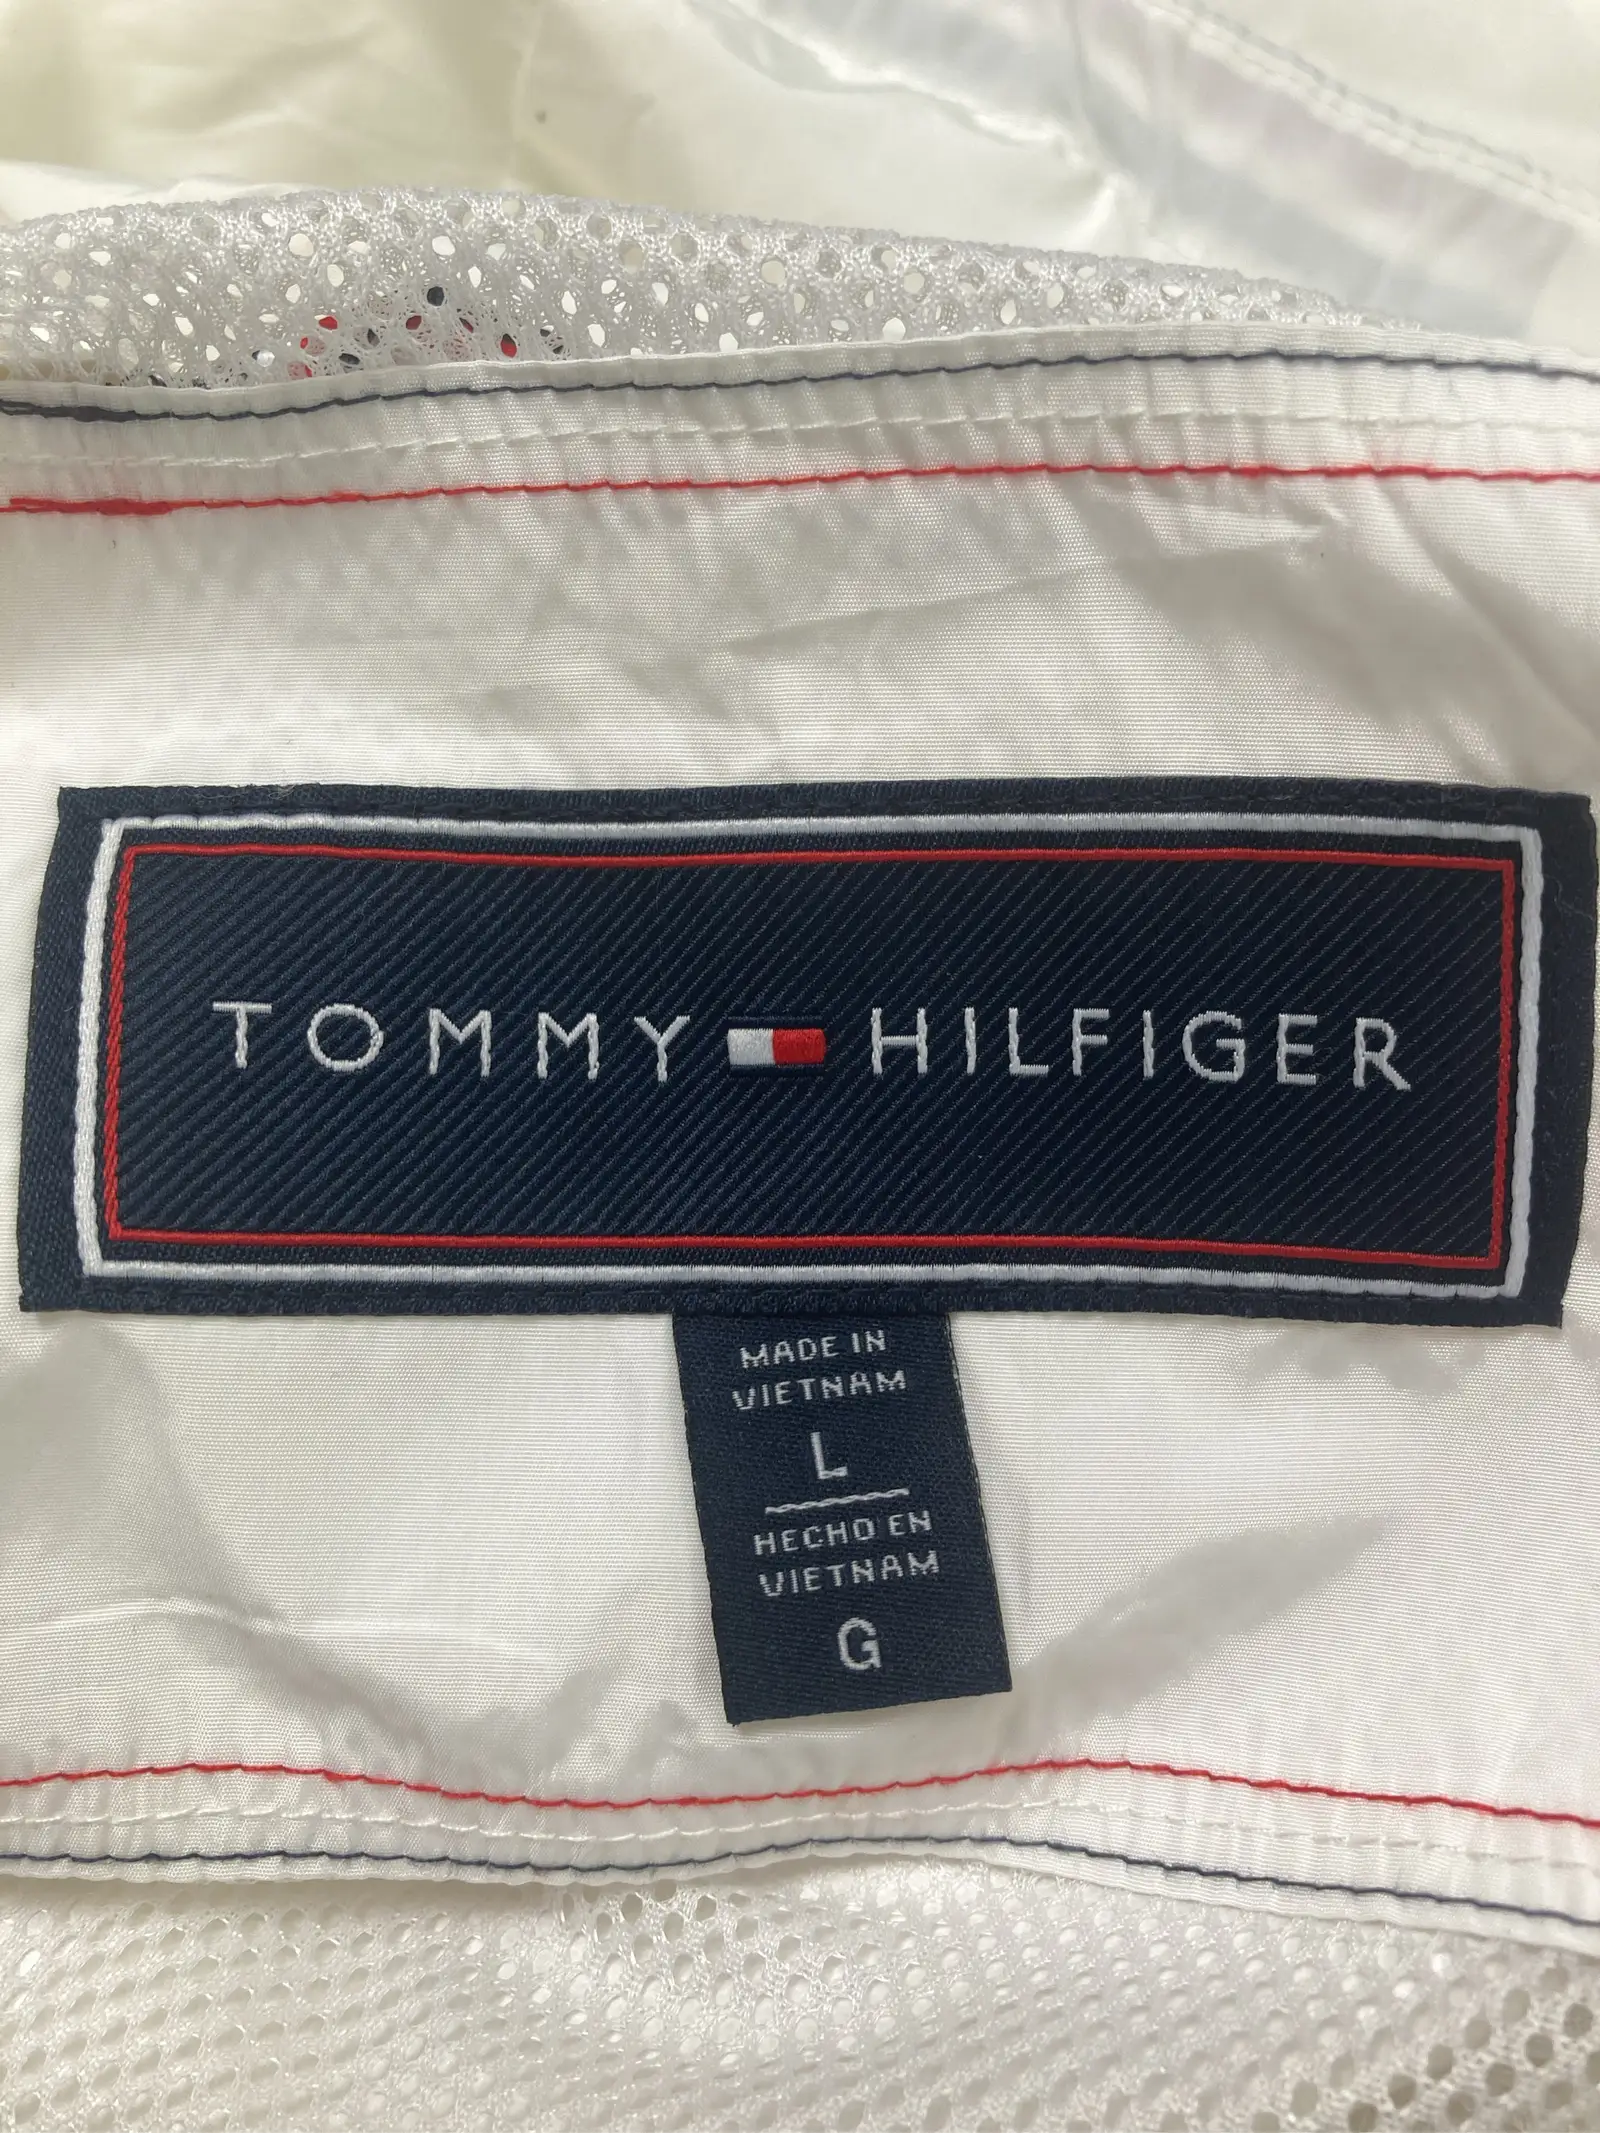 TOMMY HILFIGER
MADE IN
VIETNAM
L
HECHO EN
VIETNAM
G